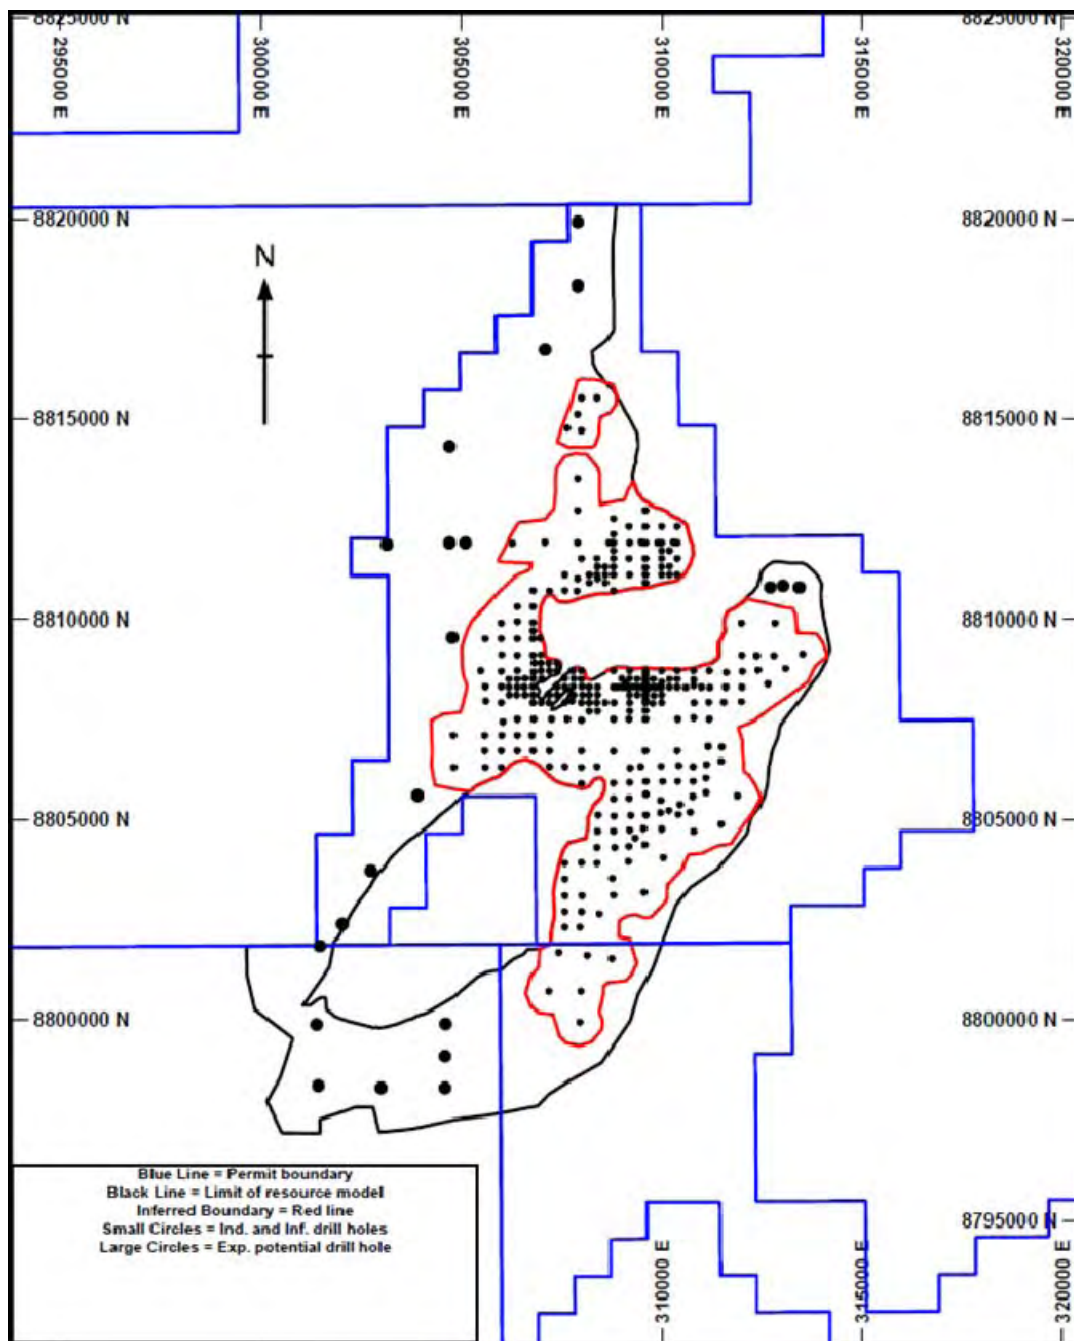 8825000 N
8825000 N
295000 E
300000 E
305000 E
310000 E
315000 E
320000 E
8820000 N
8820000 N
N
8815000 N
8815000 N
8810000 N
8810000 N
8805000 N
8805000 N
8800000 N
8800000 N
Blue Line = Permit boundary
Black Line = Limit of resource model
Inferred Boundary = Red line
Small Circles = Ind. and Inf. drill holes
Large Circles = Exp. potential drill hole
8795000 N
310000 E
315000 E
320000 E